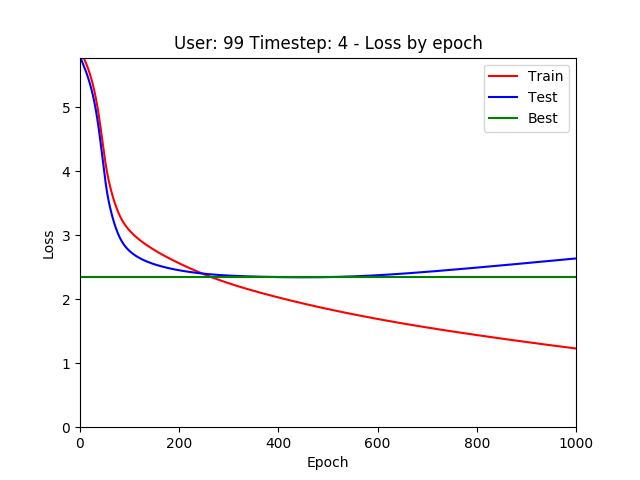 User: 99 Timestep: 4 - Loss by epoch
Train
Test
Best
Loss
5
4
3
2
1
0
0 200 400 600 800 1000
Epoch